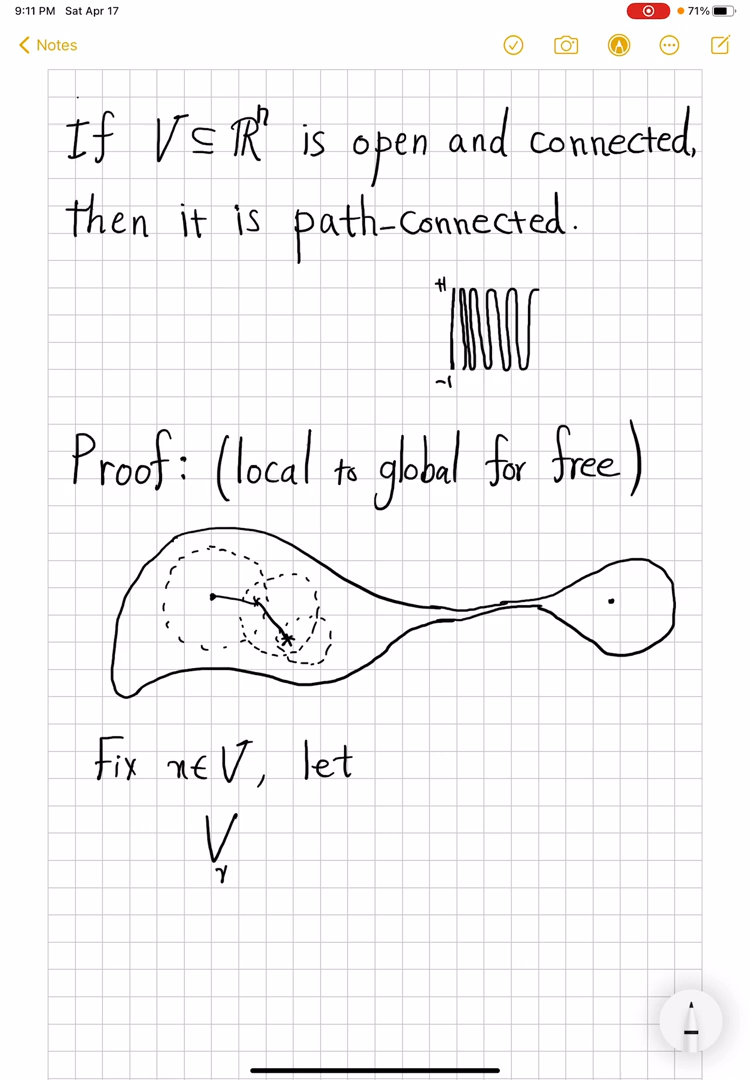 9:11 PM Sat Apr 17 71%
Notes
If V ⊆ ℝⁿ is open and connected,
then it is path-connected.
+1
-1
Proof: (local to global for free)
Fix x ∈ V, let
V